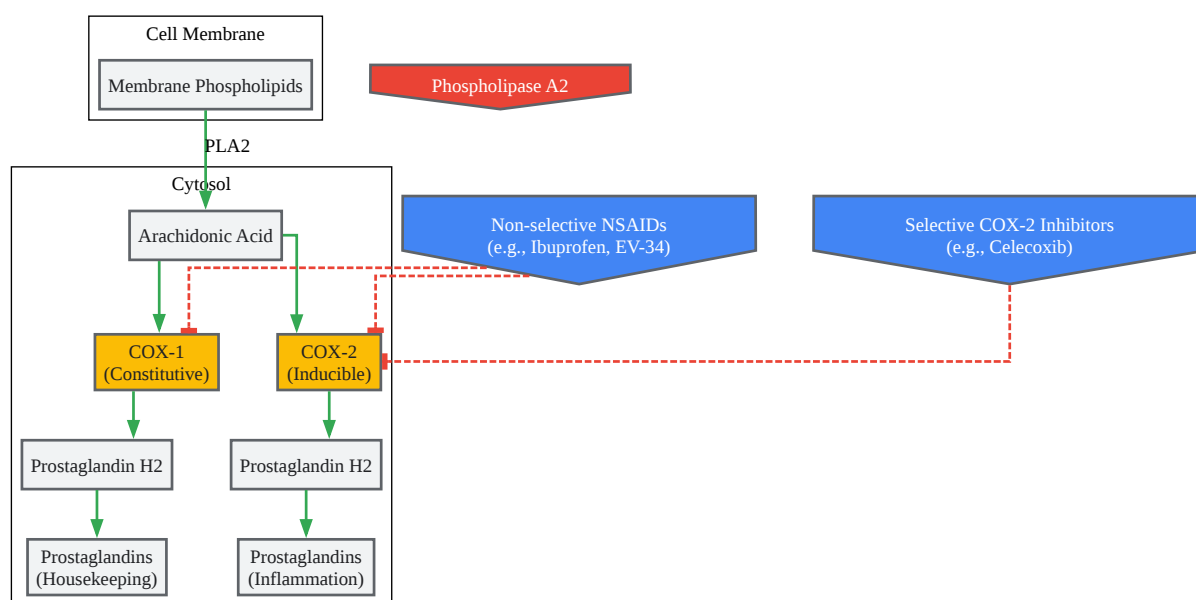 Cell Membrane
Membrane Phospholipids
Phospholipase A2
PLA2
Cytosol
Arachidonic Acid
Non-selective NSAIDs
(e.g., Ibuprofen, EV-34)
Selective COX-2 Inhibitors
(e.g., Celecoxib)
COX-1
(Constitutive)
COX-2
(Inducible)
Prostaglandin H2
Prostaglandin H2
Prostaglandins
(Housekeeping)
Prostaglandins
(Inflammation)